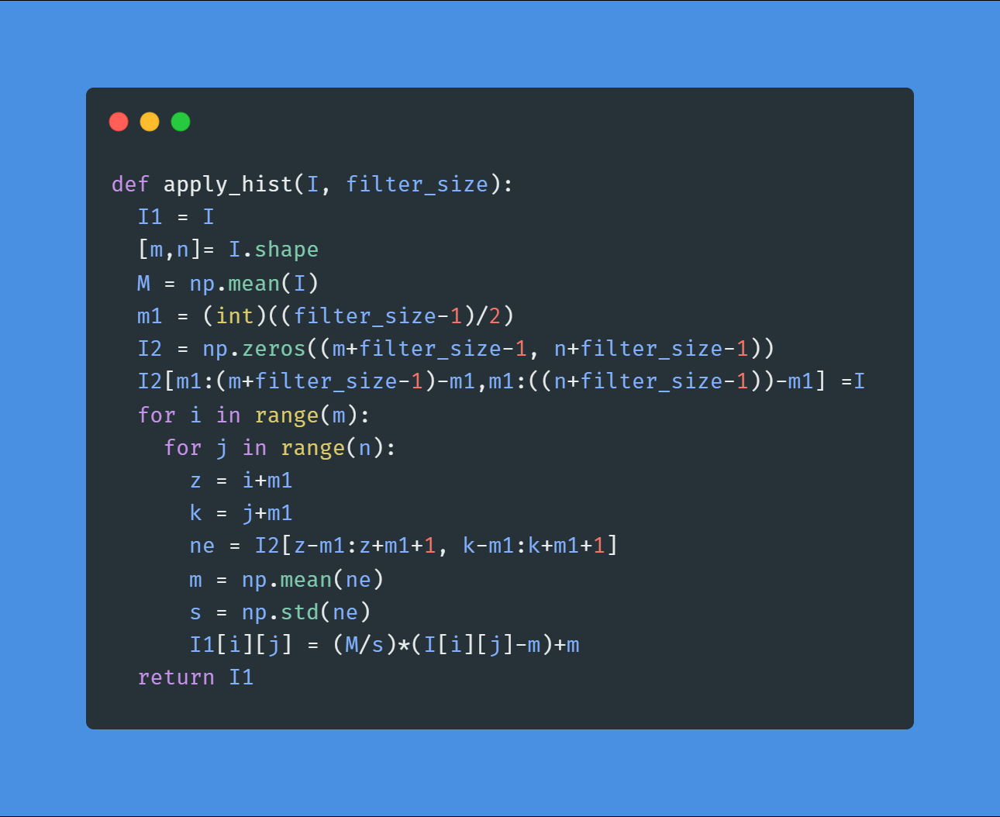 def apply_hist(I, filter_size):
  I1 = I
  [m,n]= I.shape
  M = np.mean(I)
  m1 = (int)((filter_size-1)/2)
  I2 = np.zeros((m+filter_size-1, n+filter_size-1))
  I2[m1:(m+filter_size-1)-m1,m1:((n+filter_size-1))-m1] =I
  for i in range(m):
    for j in range(n):
      z = i+m1
      k = j+m1
      ne = I2[z-m1:z+m1+1, k-m1:k+m1+1]
      m = np.mean(ne)
      s = np.std(ne)
      I1[i][j] = (M/s)*(I[i][j]-m)+m
  return I1